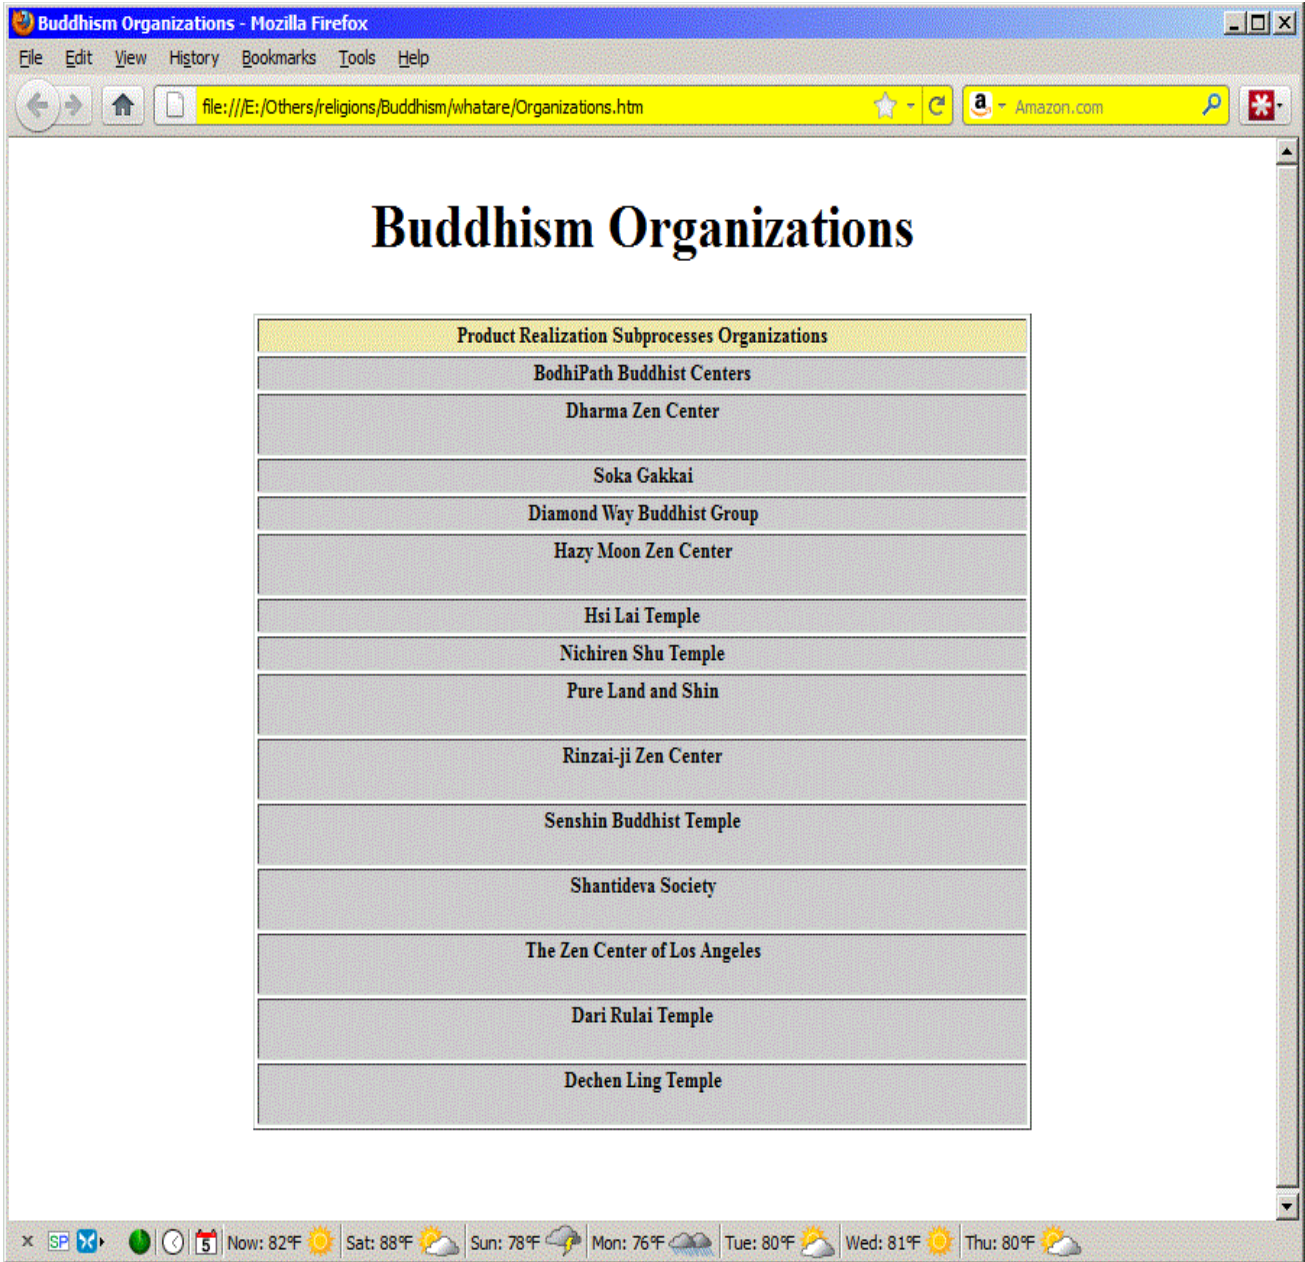 Buddhism Organizations - Mozilla Firefox
File Edit View History Bookmarks Tools Help
file:///E:/Others/religions/Buddhism/whatare/Organizations.htm a Amazon.com
Buddhism Organizations
Product Realization Subprocesses Organizations
BodhiPath Buddhist Centers
Dharma Zen Center
Soka Gakkai
Diamond Way Buddhist Group
Hazy Moon Zen Center
Hsi Lai Temple
Nichiren Shu Temple
Pure Land and Shin
Rinzai-ji Zen Center
Senshin Buddhist Temple
Shantideva Society
The Zen Center of Los Angeles
Dari Rulai Temple
Dechen Ling Temple
SP 5 Now: 82°F Sat: 88°F Sun: 78°F Mon: 76°F Tue: 80°F Wed: 81°F Thu: 80°F